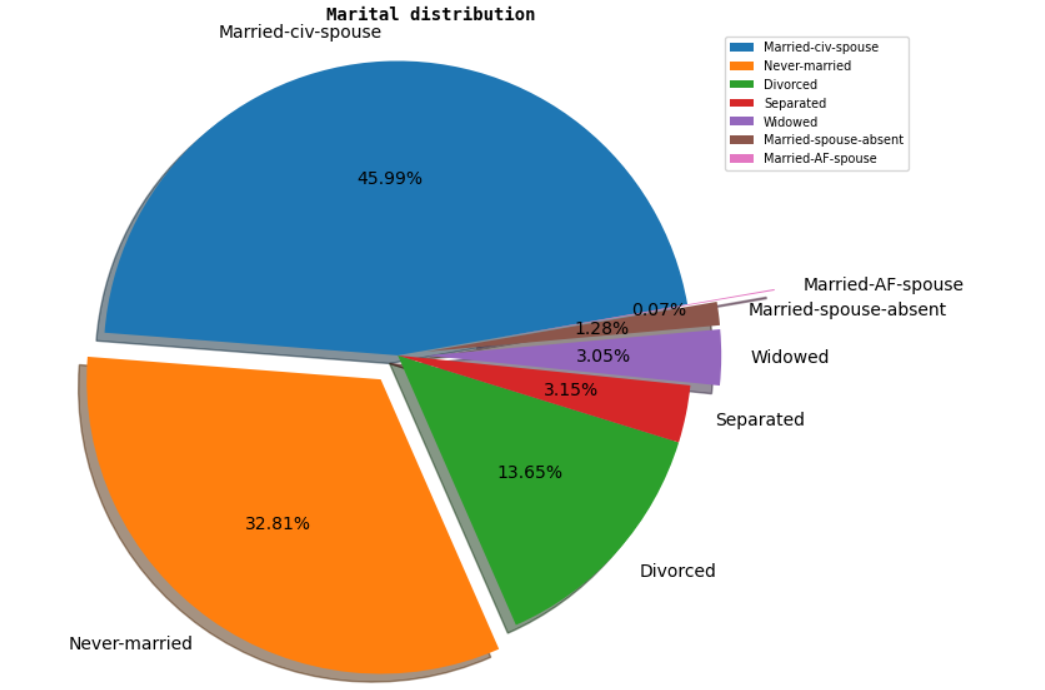 Marital distribution
Married-civ-spouse
Married-civ-spouse
Never-married
Divorced
Separated
Widowed
Married-spouse-absent
Married-AF-spouse
45.99%
Married-AF-spouse
0.07%
Married-spouse-absent
1.28%
3.05%
Widowed
3.15%
Separated
13.65%
32.81%
Divorced
Never-married